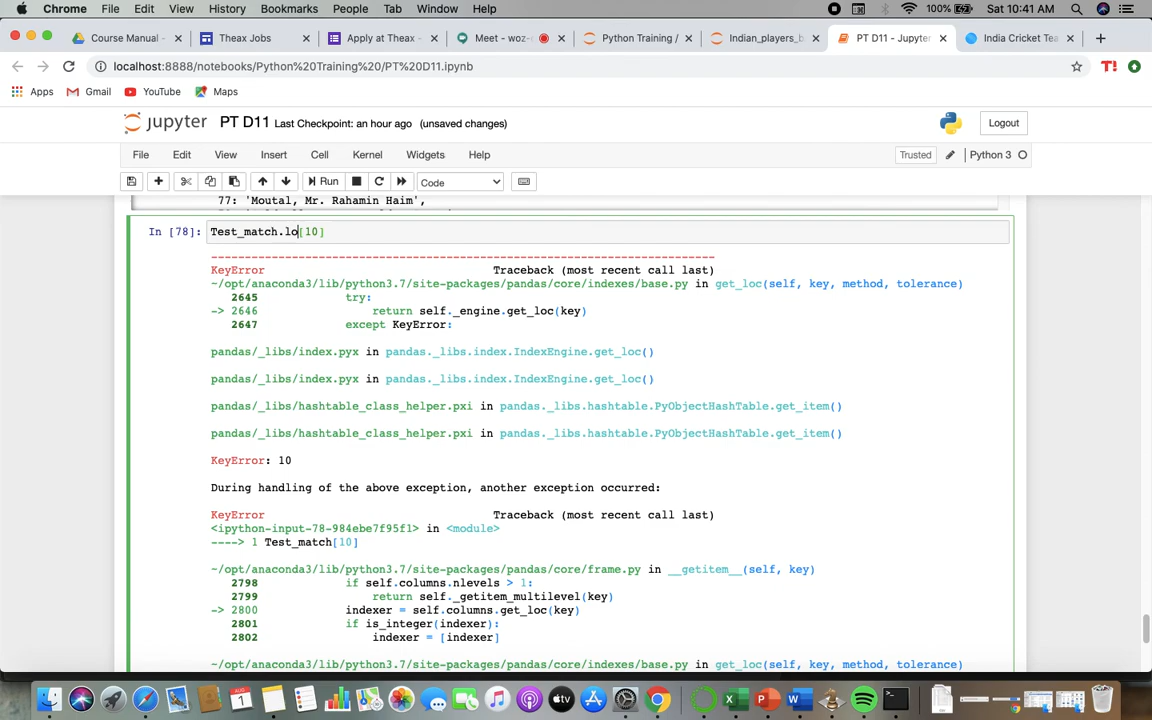 Chrome File Edit View History Bookmarks People Tab Window Help 100% Sat 10:41 AM
Course Manual - Theax Jobs Apply at Theax - Meet - woz- Python Training / Indian_players_b PT D11 - Jupyter India Cricket Tea
localhost:8888/notebooks/Python%20Training%20/PT%20D11.ipynb
Apps Gmail YouTube Maps
jupyter PT D11 Last Checkpoint: an hour ago (unsaved changes) Logout
File Edit View Insert Cell Kernel Widgets Help Trusted Python 3
Run Code
77: 'Moutal, Mr. Rahamin Haim',
In [78]: Test_match.lo[10]
---------------------------------------------------------------------------
KeyError Traceback (most recent call last)
~/opt/anaconda3/lib/python3.7/site-packages/pandas/core/indexes/base.py in get_loc(self, key, method, tolerance)
2645 try:
-> 2646 return self._engine.get_loc(key)
2647 except KeyError:
pandas/_libs/index.pyx in pandas._libs.index.IndexEngine.get_loc()
pandas/_libs/index.pyx in pandas._libs.index.IndexEngine.get_loc()
pandas/_libs/hashtable_class_helper.pxi in pandas._libs.hashtable.PyObjectHashTable.get_item()
pandas/_libs/hashtable_class_helper.pxi in pandas._libs.hashtable.PyObjectHashTable.get_item()
KeyError: 10
During handling of the above exception, another exception occurred:
KeyError Traceback (most recent call last)
<ipython-input-78-984ebe7f95f1> in <module>
----> 1 Test_match[10]
~/opt/anaconda3/lib/python3.7/site-packages/pandas/core/frame.py in __getitem__(self, key)
2798 if self.columns.nlevels > 1:
2799 return self._getitem_multilevel(key)
-> 2800 indexer = self.columns.get_loc(key)
2801 if is_integer(indexer):
2802 indexer = [indexer]
~/opt/anaconda3/lib/python3.7/site-packages/pandas/core/indexes/base.py in get_loc(self, key, method, tolerance)